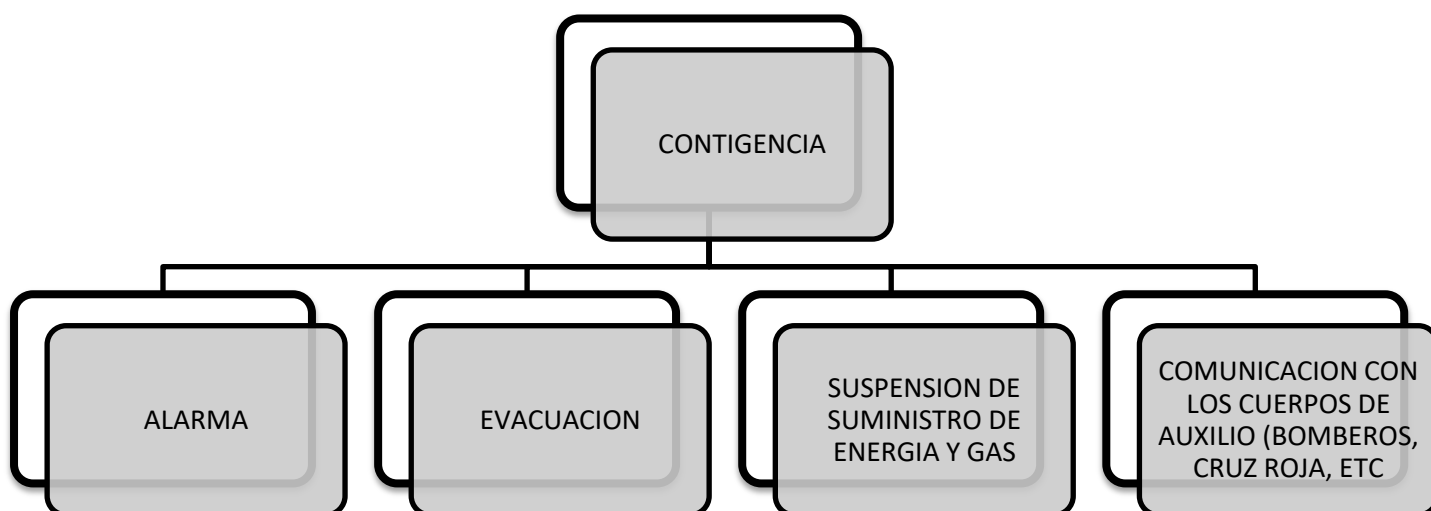 CONTIGENCIA
ALARMA
EVACUACION
SUSPENSION DE
SUMINISTRO DE
ENERGIA Y GAS
COMUNICACION CON
LOS CUERPOS DE
AUXILIO (BOMBEROS,
CRUZ ROJA, ETC